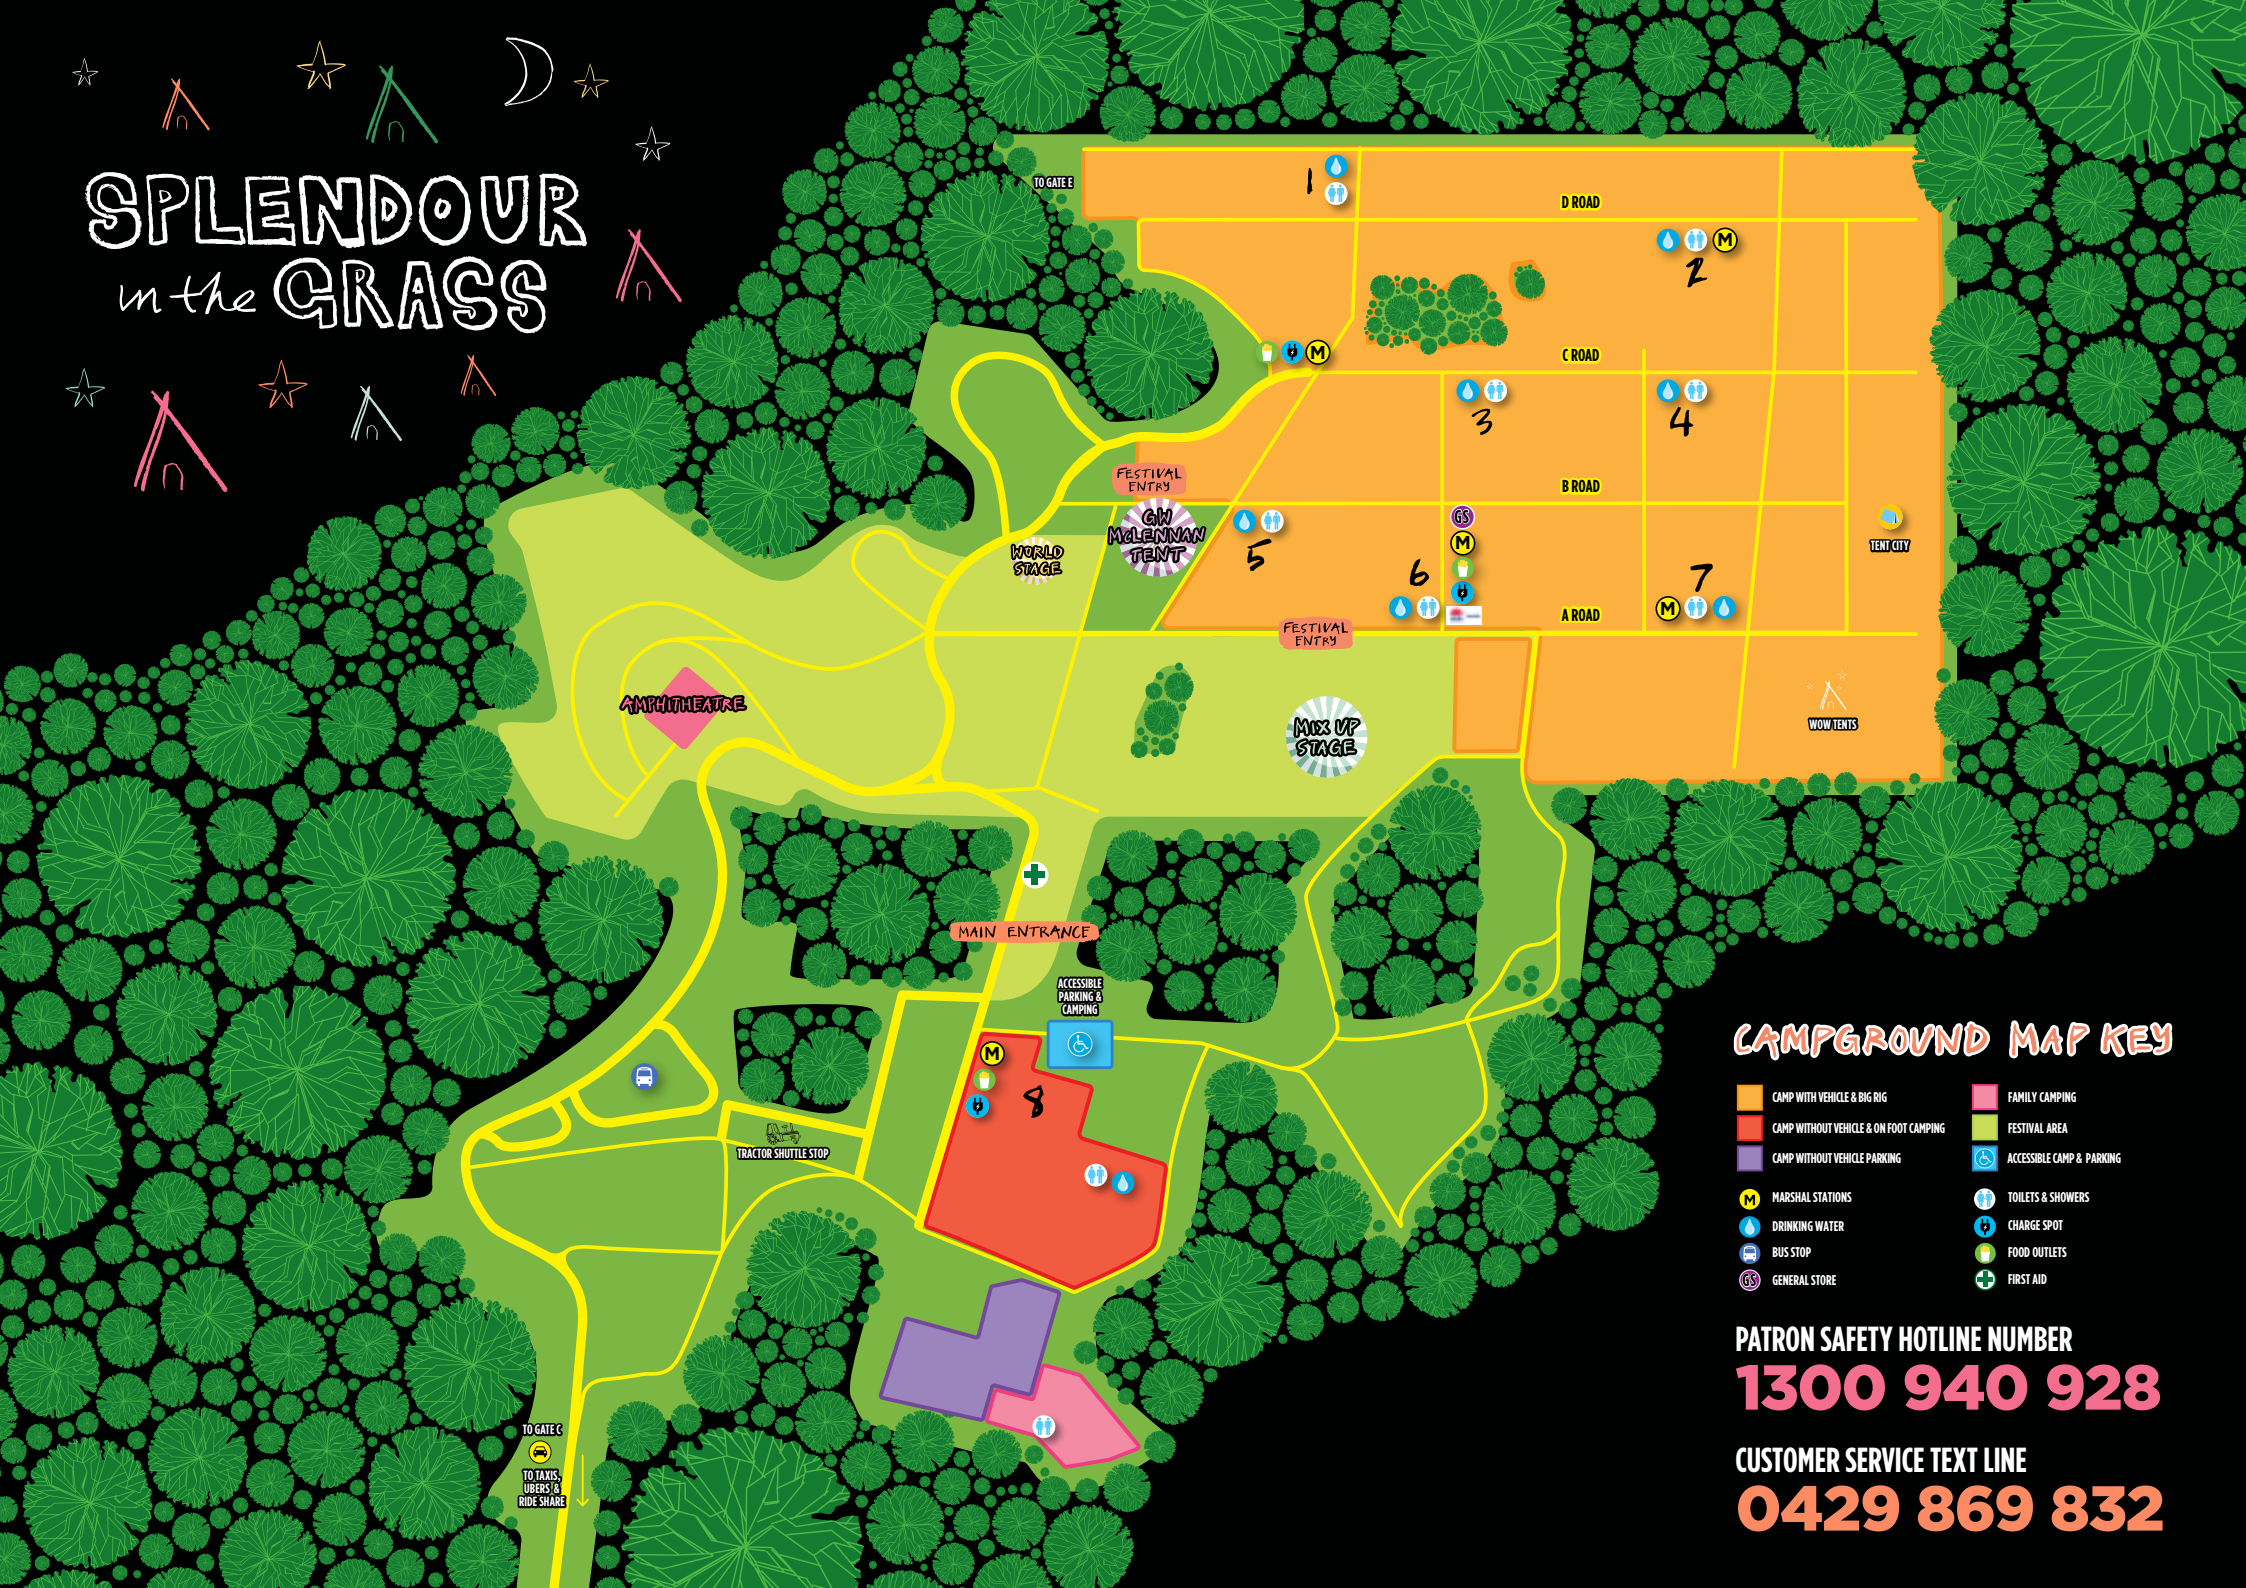 SPLENDOUR
in the GRASS
TO GATE E
1
D ROAD
M
2
M
C ROAD
3
4
FESTIVAL
ENTRY
B ROAD
GW
MCLENNAN
TENT
WORLD
STAGE
5
GS
M
6
7
M
A ROAD
TENT CITY
FESTIVAL
ENTRY
AMPHITHEATRE
MIX UP
STAGE
WOW TENTS
MAIN ENTRANCE
ACCESSIBLE
PARKING &
CAMPING
M
8
TRACTOR SHUTTLE STOP
TO GATE C
TO TAXIS,
UBERS &
RIDE SHARE
CAMPGROUND MAP KEY
CAMP WITH VEHICLE & BIG RIG
CAMP WITHOUT VEHICLE & ON FOOT CAMPING
CAMP WITHOUT VEHICLE PARKING
FAMILY CAMPING
FESTIVAL AREA
ACCESSIBLE CAMP & PARKING
M MARSHAL STATIONS
DRINKING WATER
BUS STOP
GS GENERAL STORE
TOILETS & SHOWERS
CHARGE SPOT
FOOD OUTLETS
FIRST AID
PATRON SAFETY HOTLINE NUMBER
1300 940 928
CUSTOMER SERVICE TEXT LINE
0429 869 832